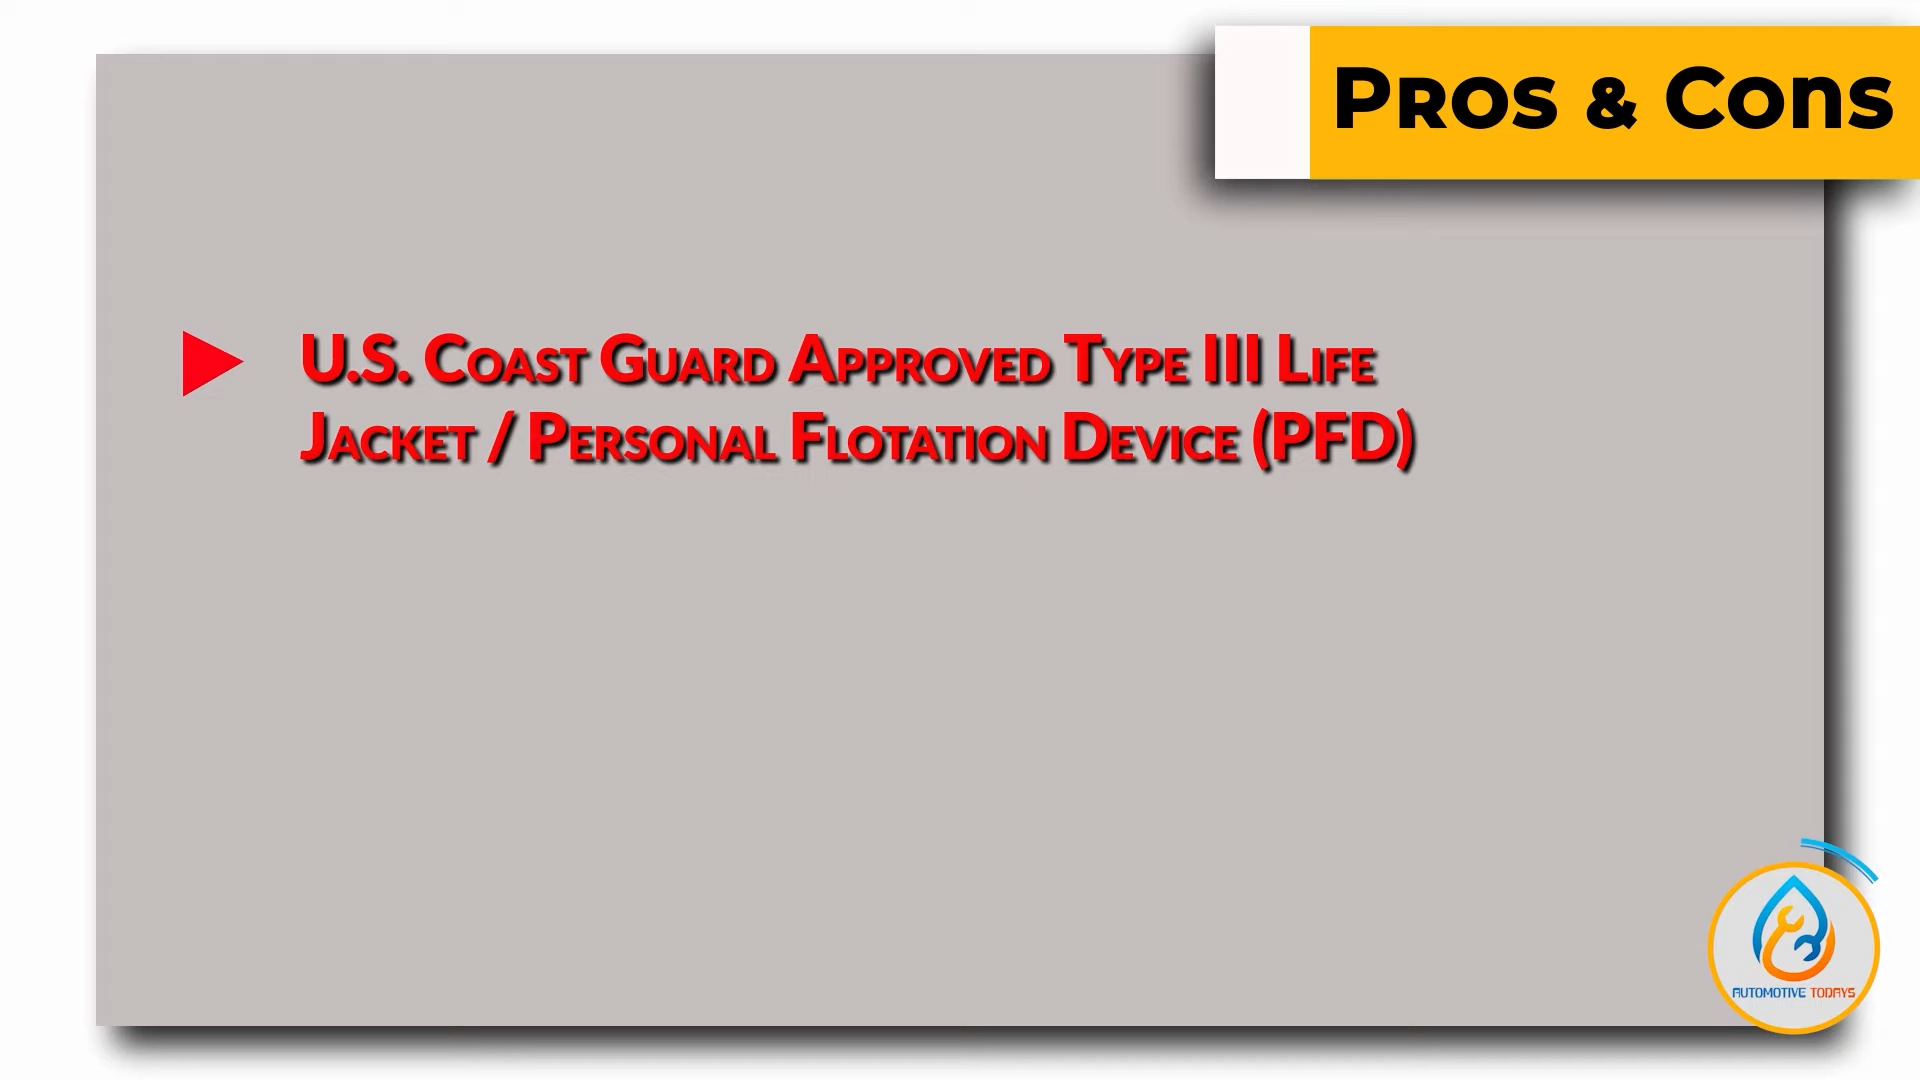 Pros & Cons
U.S. Coast Guard Approved Type III Life
Jacket / Personal Flotation Device (PFD)
AUTOMOTIVE TODAYS